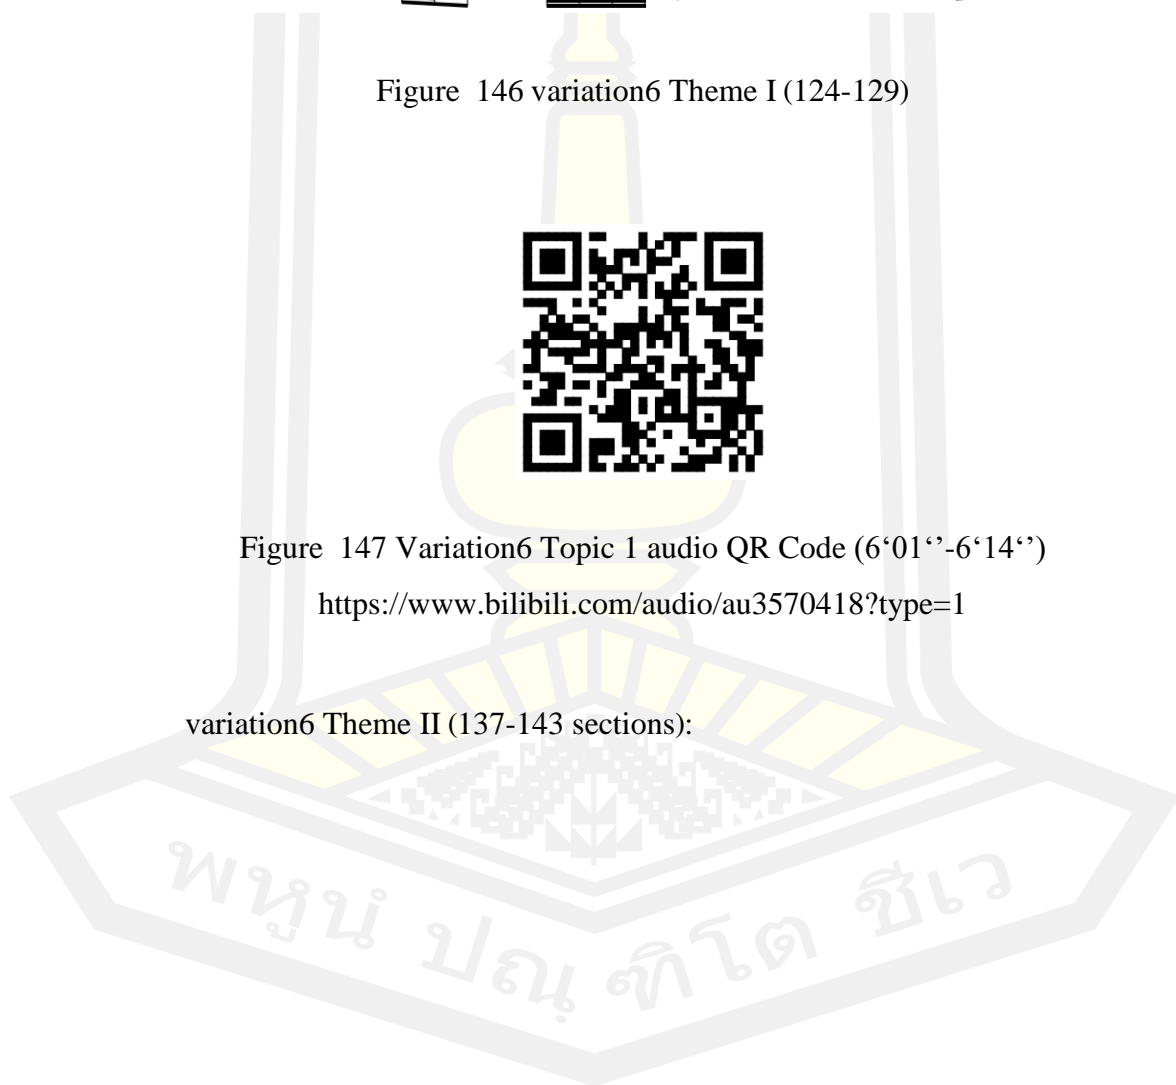 Figure 146 variation6 Theme I (124-129)
Figure 147 Variation6 Topic 1 audio QR Code (6‘01‘’-6‘14‘’)
https://www.bilibili.com/audio/au3570418?type=1
variation6 Theme II (137-143 sections):
พหูนํ ปณฺฑิโต ชีเว